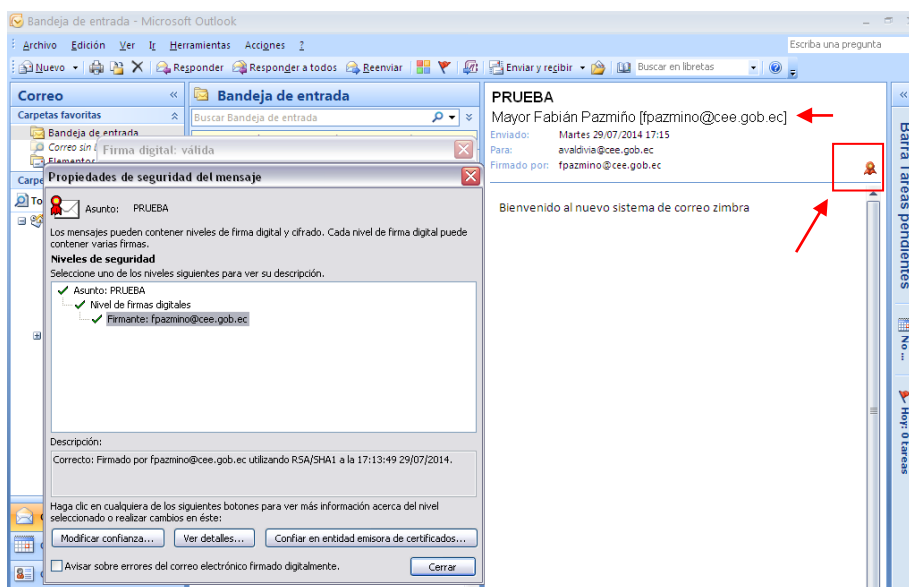 Bandeja de entrada - Microsoft Outlook
Archivo Edición Ver Ir Herramientas Acciones ?
Escriba una pregunta
Nuevo Responder Responder a todos Reenviar Enviar y recibir Buscar en libretas
Correo
Carpetas favoritas
Bandeja de entrada
Correo sin
Bandeja de entrada
Buscar Bandeja de entrada
Firma digital: válida
Propiedades de seguridad del mensaje
Asunto: PRUEBA
Los mensajes pueden contener niveles de firma digital y cifrado. Cada nivel de firma digital puede
contener varias firmas.
Niveles de seguridad
Seleccione uno de los niveles siguientes para ver su descripción.
Asunto: PRUEBA
Nivel de firmas digitales
Firmante: fpazmino@cee.gob.ec
Descripción:
Correcto: Firmado por fpazmino@cee.gob.ec utilizando RSA/SHA1 a la 17:13:49 29/07/2014.
Haga clic en cualquiera de los siguientes botones para ver más información acerca del nivel
seleccionado o realizar cambios en éste:
Modificar confianza... Ver detalles... Confiar en entidad emisora de certificados...
Avisar sobre errores del correo electrónico firmado digitalmente.
Cerrar
PRUEBA
Mayor Fabián Pazmiño [fpazmino@cee.gob.ec]
Enviado: Martes 29/07/2014 17:15
Para: avaldivia@cee.gob.ec
Firmado por: fpazmino@cee.gob.ec
Bienvenido al nuevo sistema de correo zimbra
Barra Tareas pendientes
No ...
Hoy: 0 tareas